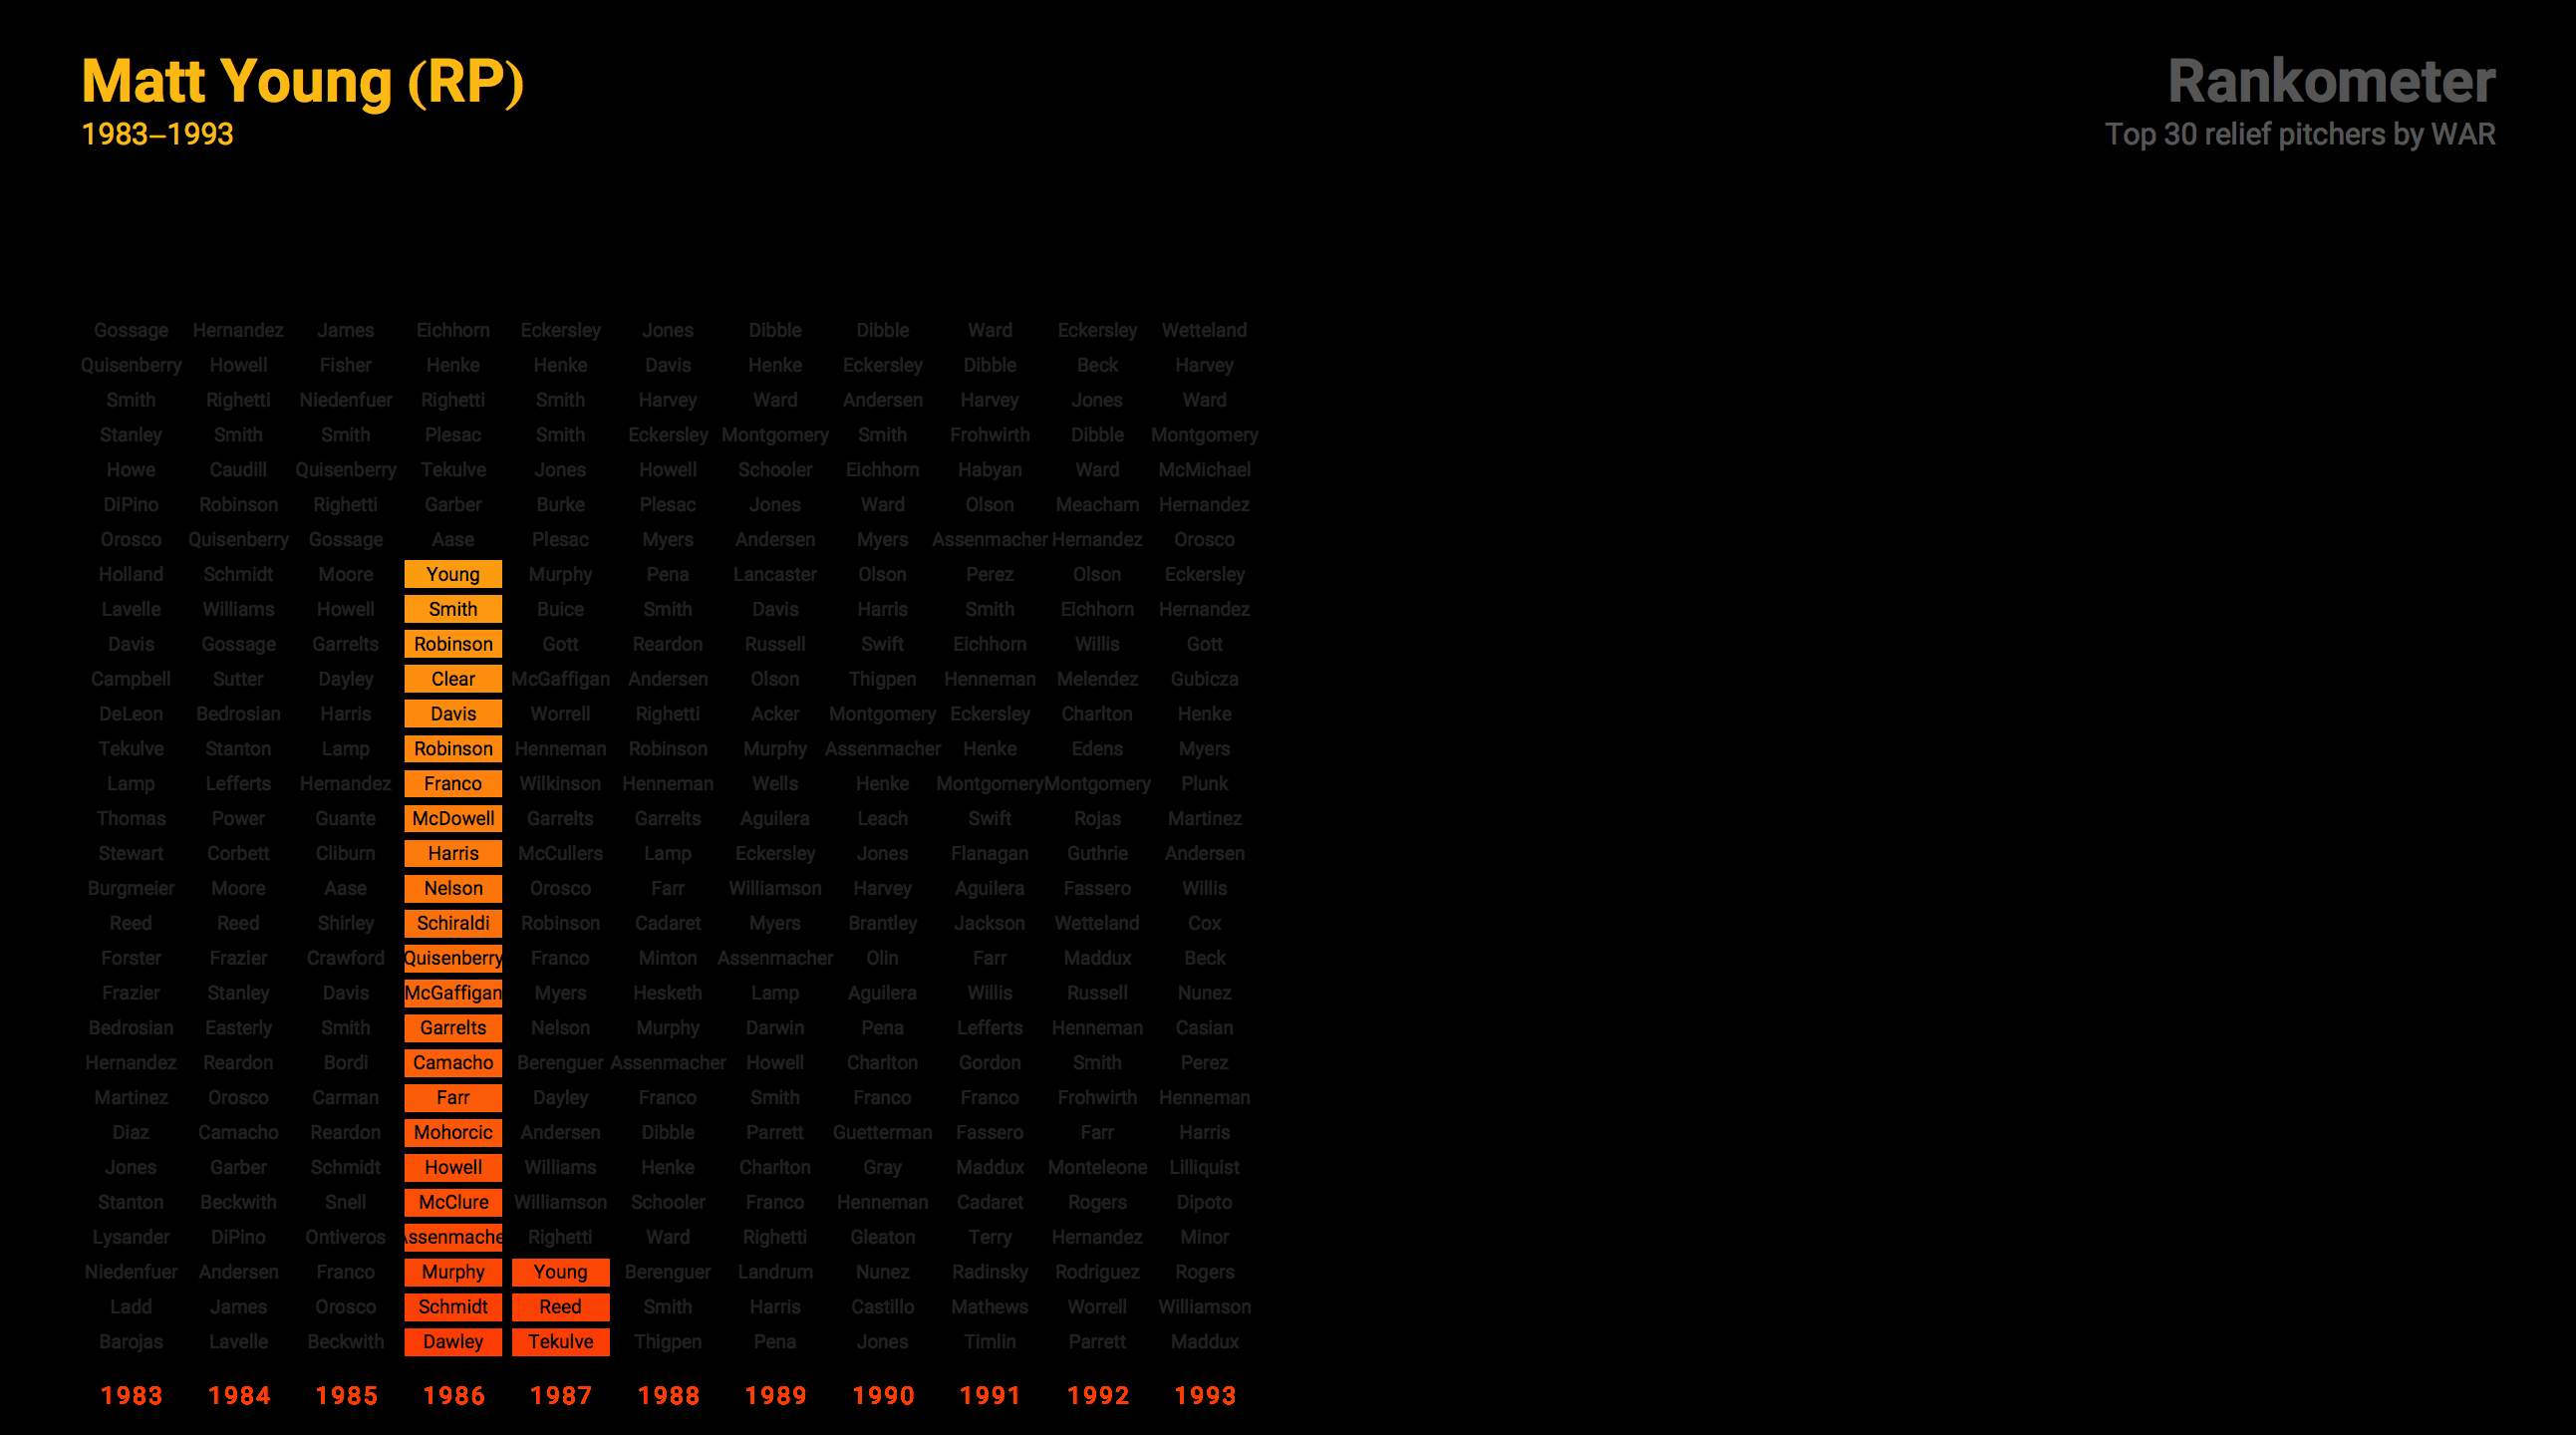 Matt Young (RP)
1983–1993
Rankometer
Top 30 relief pitchers by WAR
Gossage Hernandez James Eichhorn Eckersley Jones Dibble Dibble Ward Eckersley Wetteland
Quisenberry Howell Fisher Henke Henke Davis Henke Eckersley Dibble Beck Harvey
Smith Righetti Niedenfuer Righetti Smith Harvey Ward Andersen Harvey Jones Ward
Stanley Smith Smith Plesac Smith Eckersley Montgomery Smith Frohwirth Dibble Montgomery
Howe Caudill Quisenberry Tekulve Jones Howell Schooler Eichhorn Habyan Ward McMichael
DiPino Robinson Righetti Garber Burke Plesac Jones Ward Olson Meacham Hernandez
Orosco Quisenberry Gossage Aase Plesac Myers Andersen Myers Assenmacher Hernandez Orosco
Holland Schmidt Moore Young Murphy Pena Lancaster Olson Perez Olson Eckersley
Lavelle Williams Howell Smith Buice Smith Davis Harris Smith Eichhorn Hernandez
Davis Gossage Garrelts Robinson Gott Reardon Russell Swift Eichhorn Willis Gott
Campbell Sutter Dayley Clear McGaffigan Andersen Olson Thigpen Henneman Melendez Gubicza
DeLeon Bedrosian Harris Davis Worrell Righetti Acker Montgomery Eckersley Charlton Henke
Tekulve Stanton Lamp Robinson Henneman Robinson Murphy Assenmacher Henke Edens Myers
Lamp Lefferts Hernandez Franco Wilkinson Henneman Wells Henke Montgomery Montgomery Plunk
Thomas Power Guante McDowell Garrelts Garrelts Aguilera Leach Swift Rojas Martinez
Stewart Corbett Cliburn Harris McCullers Lamp Eckersley Jones Flanagan Guthrie Andersen
Burgmeier Moore Aase Nelson Orosco Farr Williamson Harvey Aguilera Fassero Willis
Reed Reed Shirley Schiraldi Robinson Cadaret Myers Brantley Jackson Wetteland Cox
Forster Frazier Crawford Quisenberry Franco Minton Assenmacher Olin Farr Maddux Beck
Frazier Stanley Davis McGaffigan Myers Hesketh Lamp Aguilera Willis Russell Nunez
Bedrosian Easterly Smith Garrelts Nelson Murphy Darwin Pena Lefferts Henneman Casian
Hernandez Reardon Bordi Camacho Berenguer Assenmacher Howell Charlton Gordon Smith Perez
Martinez Orosco Carman Farr Dayley Franco Smith Franco Franco Frohwirth Henneman
Diaz Camacho Reardon Mohorcic Andersen Dibble Parrett Guetterman Fassero Farr Harris
Jones Garber Schmidt Howell Williams Henke Charlton Gray Maddux Monteleone Lilliquist
Stanton Beckwith Snell McClure Williamson Schooler Franco Henneman Cadaret Rogers Dipoto
Lysander DiPino Ontiveros Assenmache Righetti Ward Righetti Gleaton Terry Hernandez Minor
Niedenfuer Andersen Franco Murphy Young Berenguer Landrum Nunez Radinsky Rodriguez Rogers
Ladd James Orosco Schmidt Reed Smith Harris Castillo Mathews Worrell Williamson
Barojas Lavelle Beckwith Dawley Tekulve Thigpen Pena Jones Timlin Parrett Maddux
1983 1984 1985 1986 1987 1988 1989 1990 1991 1992 1993